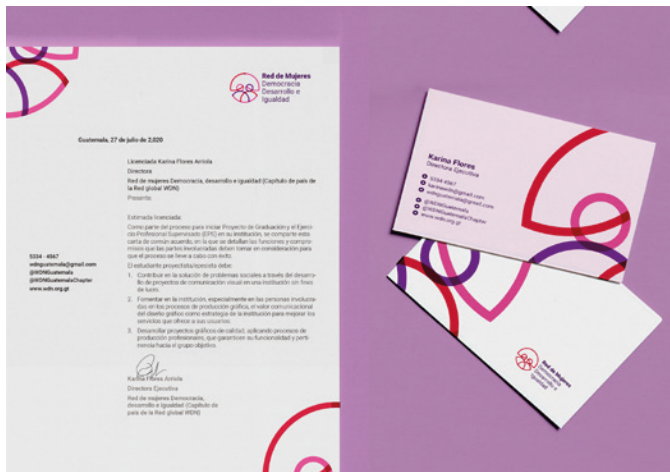 Red de Mujeres
Democracia
Desarrollo e
Igualdad
Guatemala, 27 de julio de 2,020
Licenciada Karina Flores Arriola
Directora
Red de mujeres Democracia, desarrollo e igualdad (Capítulo de país de
la Red global WDN)
Presente:
Estimada licenciada:
Como parte del proceso para iniciar Proyecto de Graduación y el Ejerci-
cio Profesional Supervisado (EPS) en su institución, se comparte esta
carta de común acuerdo, en la que se detallan las funciones y compro-
misos que las partes involucradas deben tomar en consideración para
que el proceso se lleve a cabo con éxito.
El estudiante proyectista/epesista debe:
1. Contribuir en la solución de problemas sociales a través del desarro-
llo de proyectos de comunicación visual en una institución sin fines
de lucro.
2. Fomentar en la institución, especialmente en las personas involucra-
das en los procesos de producción gráfica, el valor comunicacional
del diseño gráfico como estrategia de la institución para mejorar los
servicios que ofrece a sus usuarios.
3. Desarrollar proyectos gráficos de calidad, aplicando procesos de
producción profesionales, que garanticen su funcionalidad y perti-
nencia hacia el grupo objetivo.
5334 - 4567
wdnguatemala@gmail.com
@WDNGuatemala
@WDNGuatemalaChapter
www.wdn.org.gt
Karina Flores Arriola
Directora Ejecutiva
Red de mujeres Democracia,
desarrollo e igualdad (Capítulo de
país de la Red global WDN)
Karina Flores
Directora Ejecutiva
5334 4567
wdnguatemala@gmail.com
@WDNGuatemala
@WDNGuatemalaChapter
www.wdn.org.gt
Red de Mujeres
Democracia
Desarrollo e
Igualdad